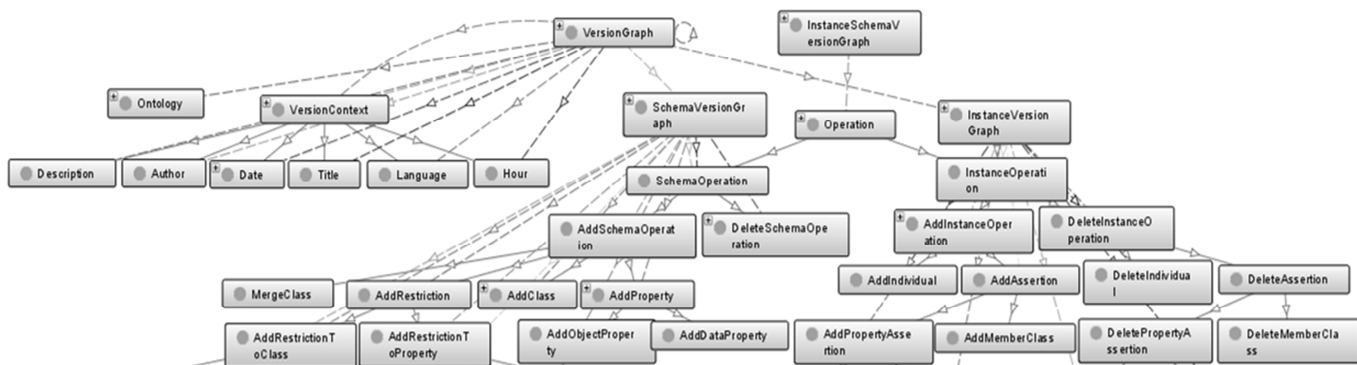 VersionGraph
InstanceSchemaV
ersionGraph
Ontology
VersionContext
SchemaVersionGr
aph
Operation
InstanceVersion
Graph
Description
Author
Date
Title
Language
Hour
SchemaOperation
InstanceOperati
on
AddSchemaOperat
ion
DeleteSchemaOpe
ration
AddInstanceOper
ation
DeleteInstanceO
peration
MergeClass
AddRestriction
AddClass
AddProperty
AddIndividual
AddAssertion
DeleteIndividua
l
DeleteAssertion
AddRestrictionT
oClass
AddRestrictionT
oProperty
AddObjectProper
ty
AddDataProperty
AddPropertyAsse
rtion
AddMemberClass
DeletePropertyA
ssertion
DeleteMemberCla
ss